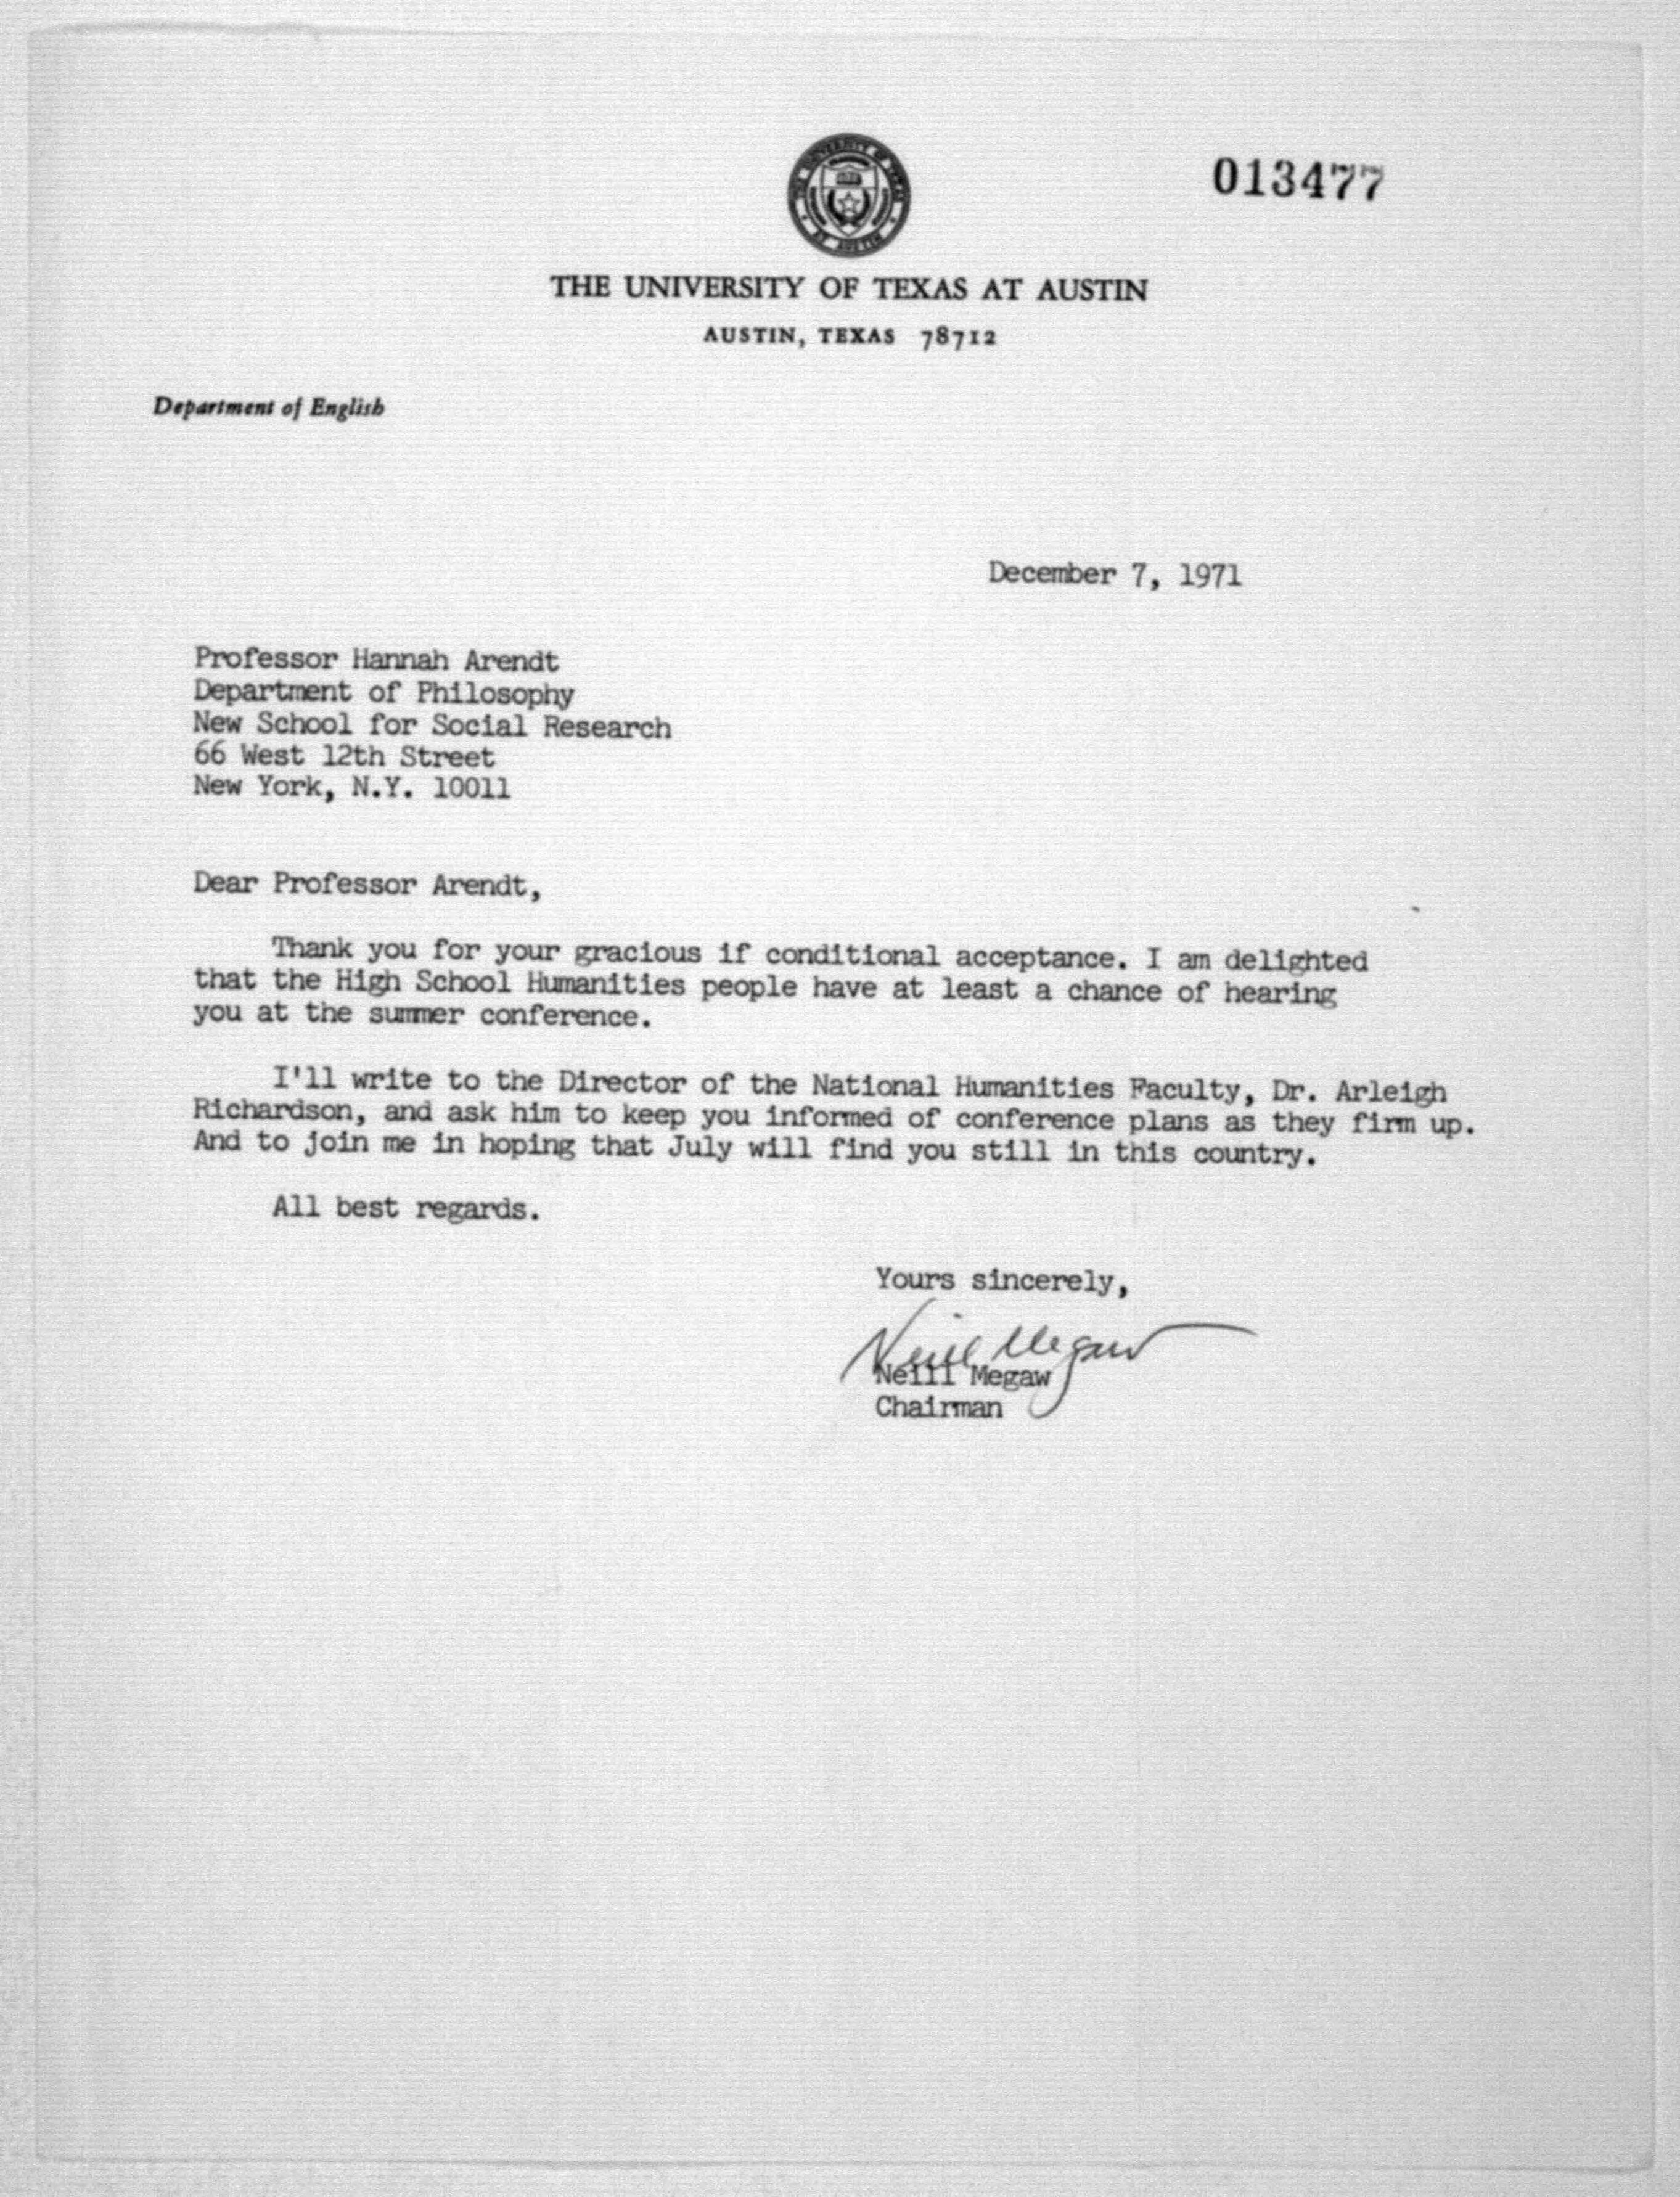 THE UNIVERSITY OF TEXAS
AT AUSTIN
013477
THE UNIVERSITY OF TEXAS AT AUSTIN
AUSTIN, TEXAS 78712
Department of English
December 7, 1971
Professor Hannah Arendt
Department of Philosophy
New School for Social Research
66 West 12th Street
New York, N.Y. 10011
Dear Professor Arendt,
Thank you for your gracious if conditional acceptance. I am delighted
that the High School Humanities people have at least a chance of hearing
you at the summer conference.
I'll write to the Director of the National Humanities Faculty, Dr. Arleigh
Richardson, and ask him to keep you informed of conference plans as they firm up.
And to join me in hoping that July will find you still in this country.
All best regards.
Yours sincerely,
Neill Megaw
Neill Megaw
Chairman